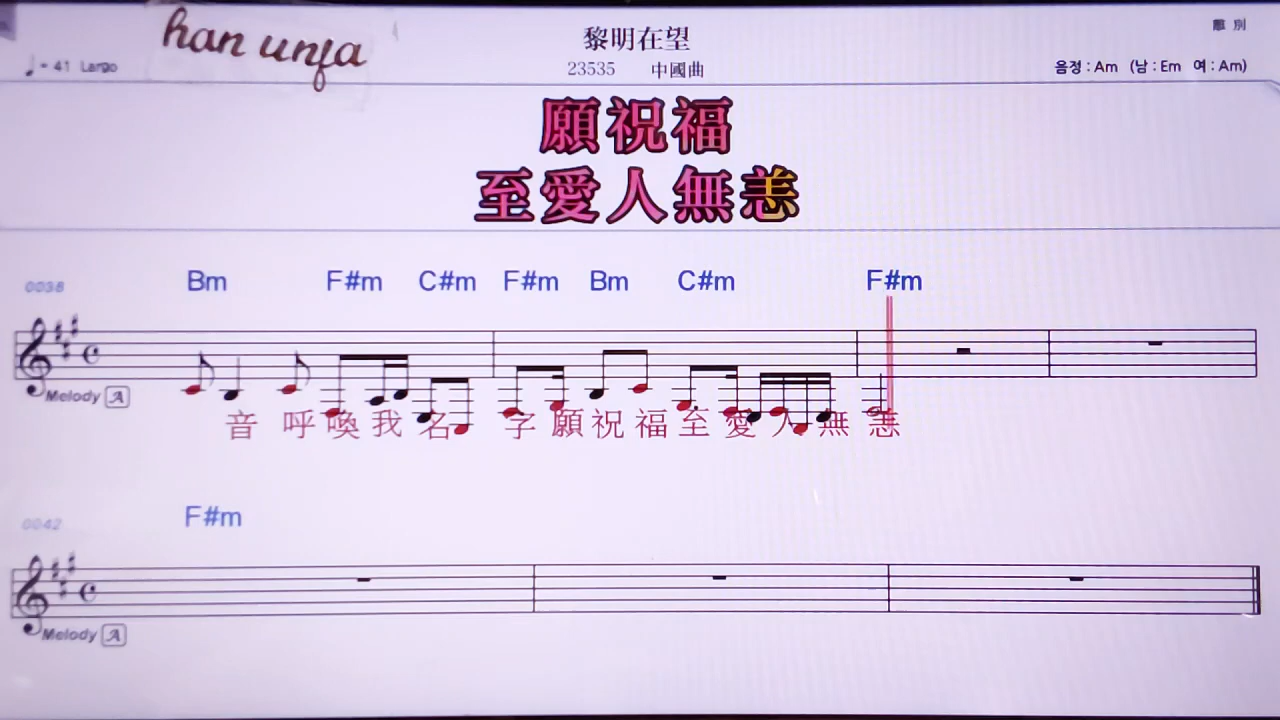 han unja
黎明在望
離別
♩= 41 Largo
23535 中國曲
음정 : Am (남 : Em 여 : Am)
願祝福
至愛人無恙
0038
Bm F#m C#m F#m Bm C#m F#m
Melody A
音 呼 喚 我 名 字 願 祝 福 至 愛 人 無 恙
0042
F#m
Melody A